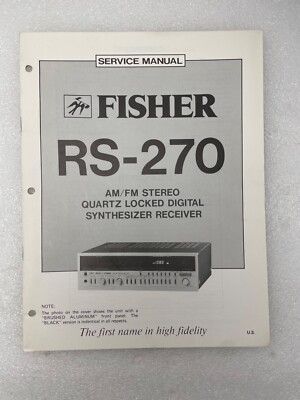 SERVICE MANUAL
FISHER
RS-270
AM/FM STEREO
QUARTZ LOCKED DIGITAL
SYNTHESIZER RECEIVER
NOTE:
The photo on the cover shows the unit with a
"BRUSHED ALUMINUM" front panel. The
"BLACK" version is indentical in all respects.
The first name in high fidelity
U.S.